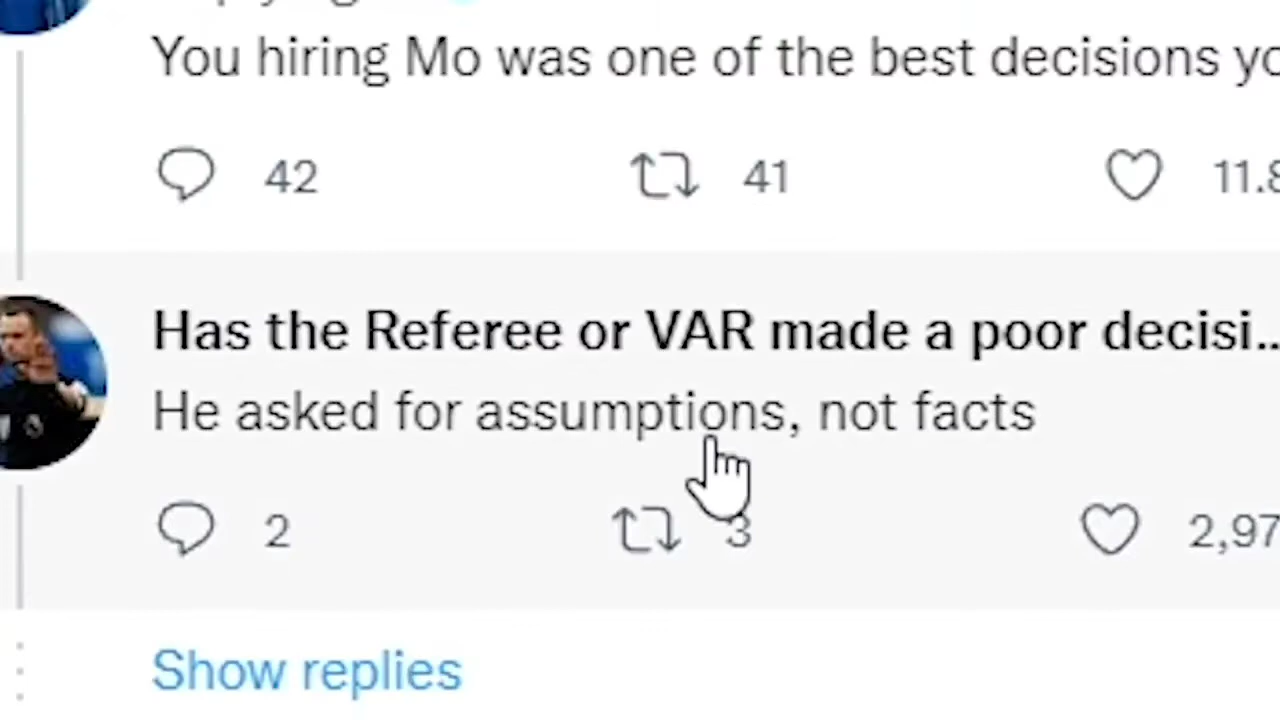 You hiring Mo was one of the best decisions
42 41 11.8
Has the Referee or VAR made a poor decisi...
He asked for assumptions, not facts
2 3 2,97
Show replies